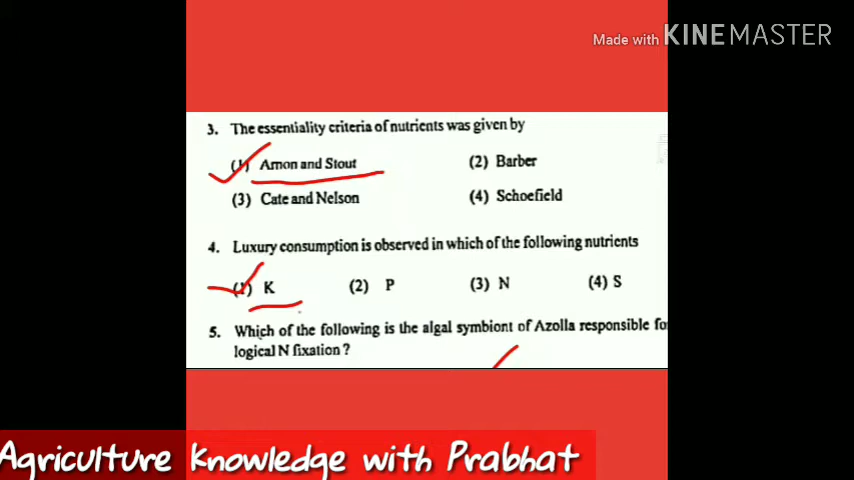 Made with KINEMASTER
3. The essentiality criteria of nutrients was given by
(1) Arnon and Stout (2) Barber
(3) Cate and Nelson (4) Schoefield
4. Luxury consumption is observed in which of the following nutrients
(1) K (2) P (3) N (4) S
5. Which of the following is the algal symbiont of Azolla responsible fo
logical N fixation ?
Agriculture Knowledge with Prabhat